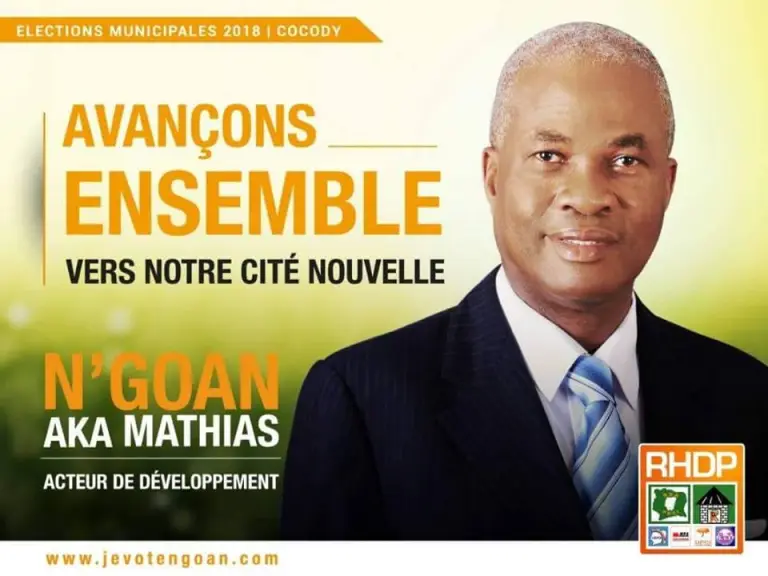 ELECTIONS MUNICIPALES 2018 | COCODY
AVANÇONS
ENSEMBLE
VERS NOTRE CITÉ NOUVELLE
N'GOAN
AKA MATHIAS
ACTEUR DE DÉVELOPPEMENT
RHDP
www.jevotengoan.com